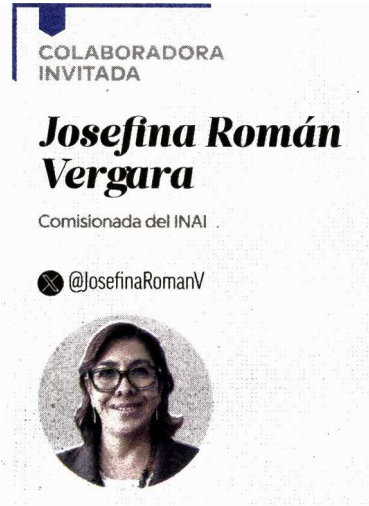 COLABORADORA
INVITADA
Josefina Román
Vergara
Comisionada del INAI
@JosefinaRomanV